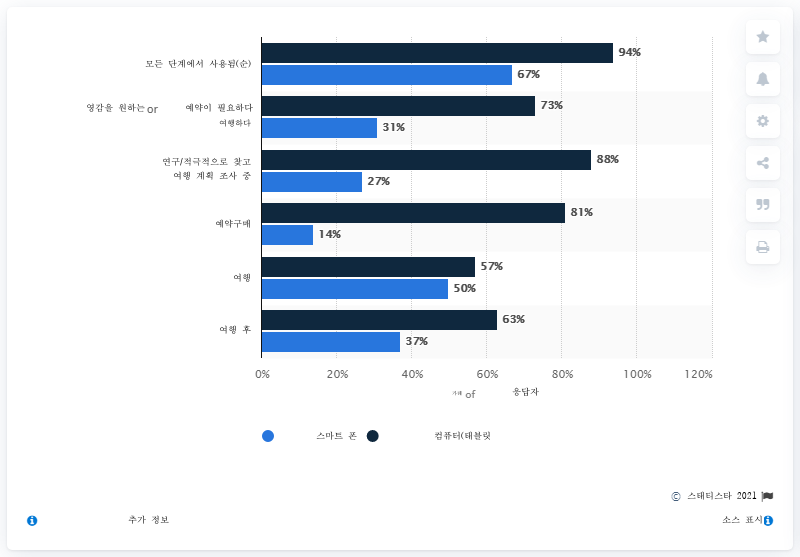 모든 단계에서 사용됨(순)
94%
67%
영감을 원하는 or 예약이 필요하다
여행하다
73%
31%
연구/적극적으로 찾고
여행 계획 조사 중
88%
27%
예약구매
81%
14%
여행
57%
50%
여행 후
63%
37%
0% 20% 40% 60% 80% 100% 120%
of 응답자
스마트 폰 컴퓨터(태블릿
© 스태티스타 2021
추가 정보 소스 표시